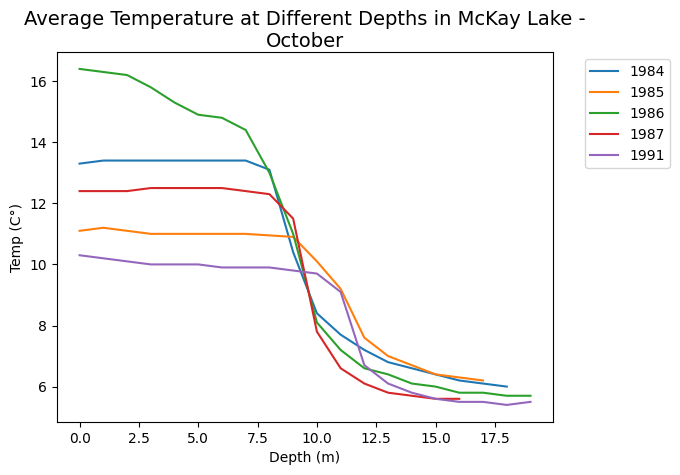 Average Temperature at Different Depths in McKay Lake -
October
1984
1985
1986
1987
1991
Temp (C°)
16
14
12
10
8
6
0.0 2.5 5.0 7.5 10.0 12.5 15.0 17.5
Depth (m)